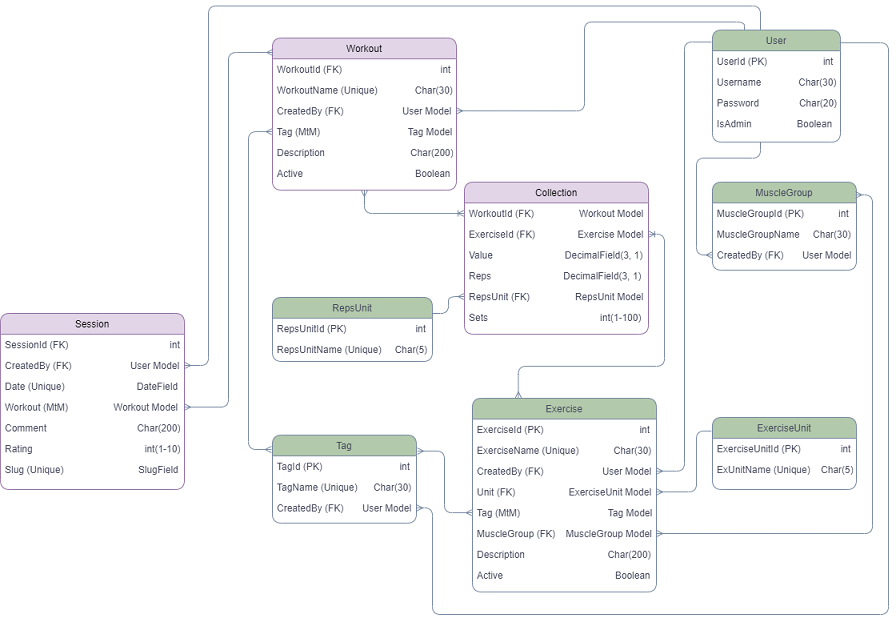 User
UserId (PK) int
Username Char(30)
Password Char(20)
IsAdmin Boolean
Workout
WorkoutId (FK) int
WorkoutName (Unique) Char(30)
CreatedBy (FK) User Model
Tag (MtM) Tag Model
Description Char(200)
Active Boolean
Collection
WorkoutId (FK) Workout Model
ExerciseId (FK) Exercise Model
Value DecimalField(3, 1)
Reps DecimalField(3, 1)
RepsUnit (FK) RepsUnit Model
Sets int(1-100)
MuscleGroup
MuscleGroupId (PK) int
MuscleGroupName Char(30)
CreatedBy (FK) User Model
RepsUnit
RepsUnitId (PK) int
RepsUnitName (Unique) Char(5)
Session
SessionId (FK) int
CreatedBy (FK) User Model
Date (Unique) DateField
Workout (MtM) Workout Model
Comment Char(200)
Rating int(1-10)
Slug (Unique) SlugField
Tag
TagId (PK) int
TagName (Unique) Char(30)
CreatedBy (FK) User Model
Exercise
ExerciseId (PK) int
ExerciseName (Unique) Char(30)
CreatedBy (FK) User Model
Unit (FK) ExerciseUnit Model
Tag (MtM) Tag Model
MuscleGroup (FK) MuscleGroup Model
Description Char(200)
Active Boolean
ExerciseUnit
ExerciseUnitId (PK) int
ExUnitName (Unique) Char(5)